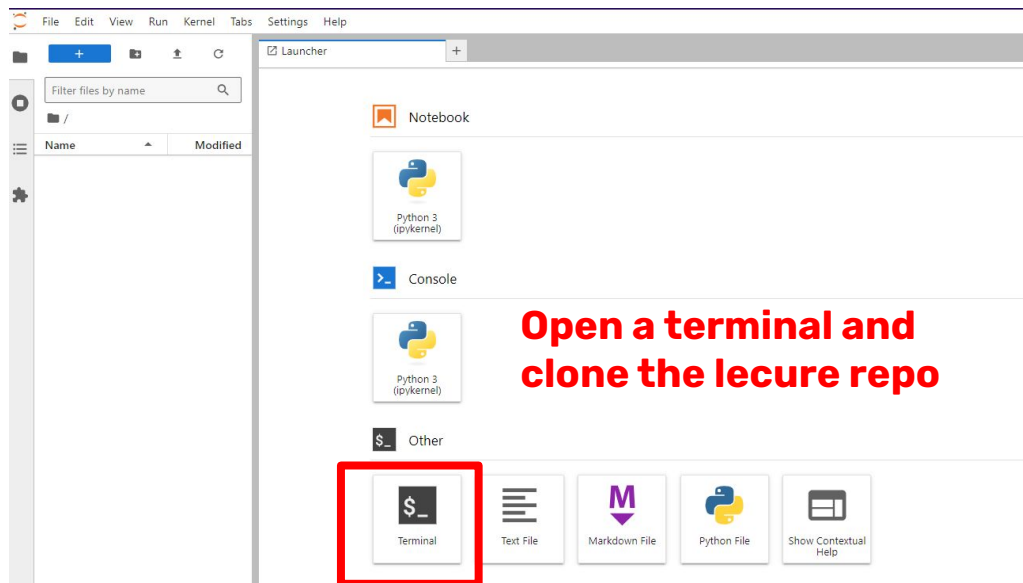 File Edit View Run Kernel Tabs Settings Help
+
Launcher
+
Filter files by name
/
Name Modified
Notebook
Python 3
(ipykernel)
>_ Console
Python 3
(ipykernel)
Open a terminal and
clone the lecure repo
$_ Other
$_
M
Terminal
Text File
Markdown File
Python File
Show Contextual
Help